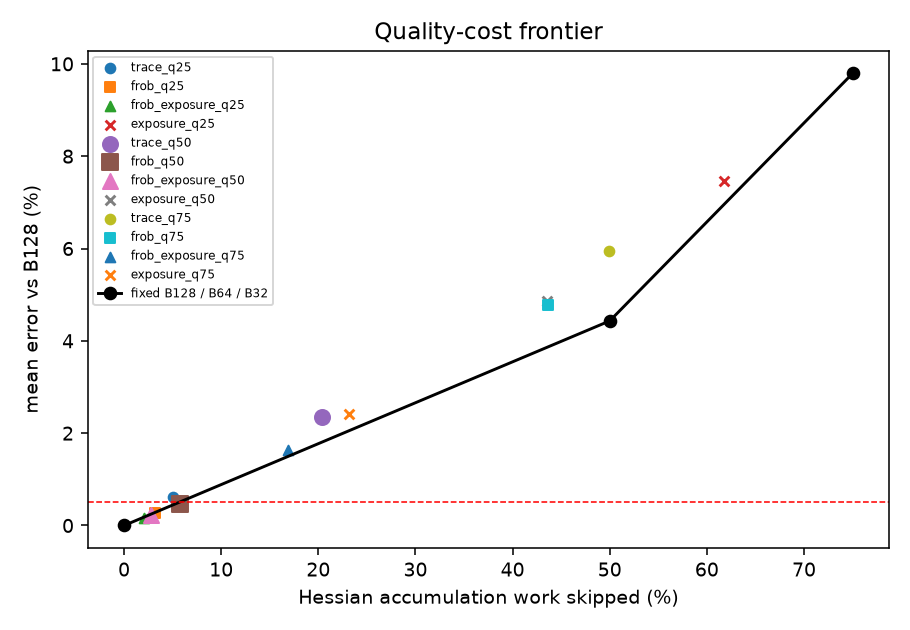 Quality-cost frontier
10
8
6
4
2
0
mean error vs B128 (%)
trace_q25
frob_q25
frob_exposure_q25
exposure_q25
trace_q50
frob_q50
frob_exposure_q50
exposure_q50
trace_q75
frob_q75
frob_exposure_q75
exposure_q75
fixed B128 / B64 / B32
0 10 20 30 40 50 60 70
Hessian accumulation work skipped (%)